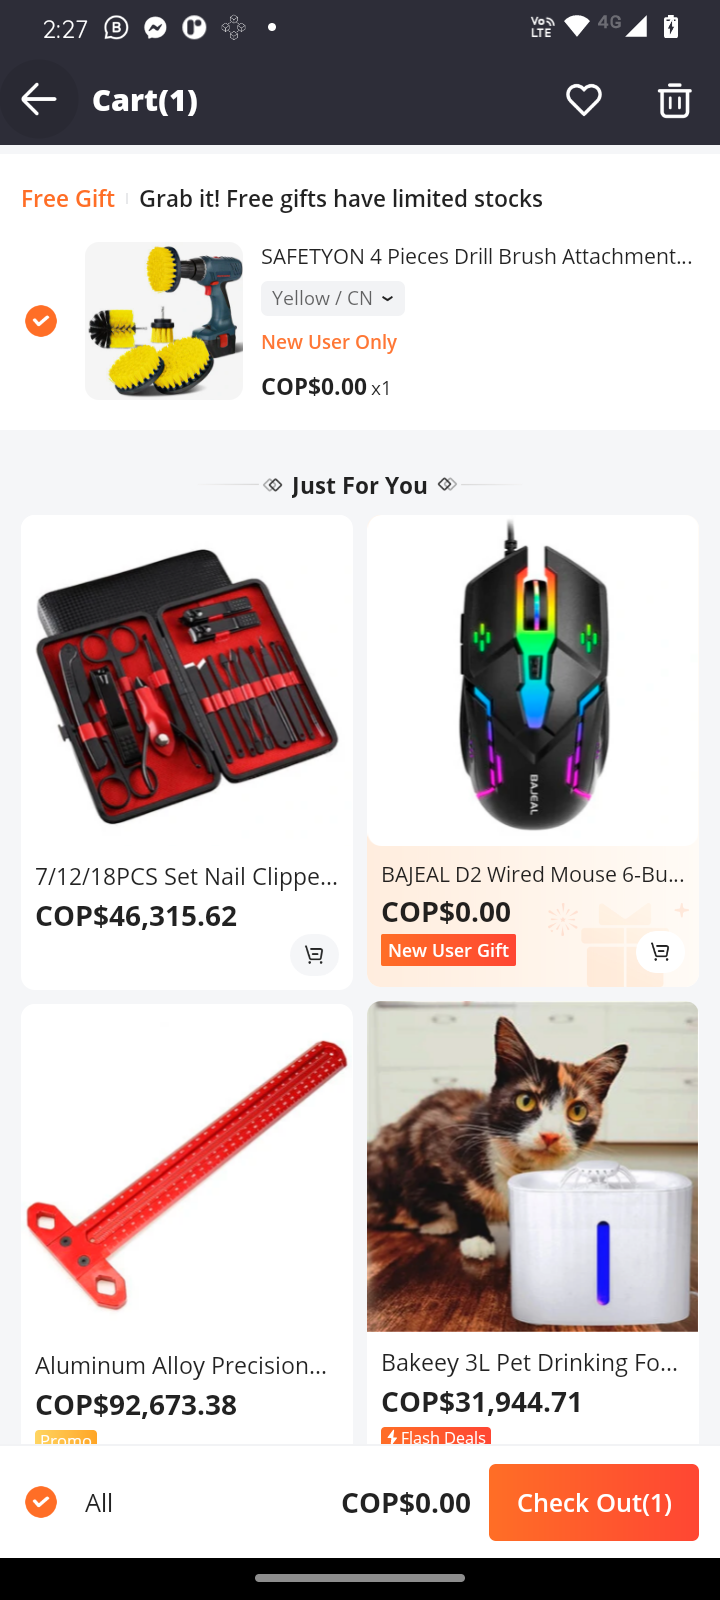 2:27
Vo LTE
4G
Cart(1)
Free Gift
Grab it! Free gifts have limited stocks
SAFETYON 4 Pieces Drill Brush Attachment...
Yellow / CN
New User Only
COP$0.00 x1
Just For You
BAJEAL
7/12/18PCS Set Nail Clippe...
COP$46,315.62
BAJEAL D2 Wired Mouse 6-Bu...
COP$0.00
New User Gift
Aluminum Alloy Precision...
COP$92,673.38
Promo
Bakeey 3L Pet Drinking Fo...
COP$31,944.71
Flash Deals
All
COP$0.00
Check Out(1)